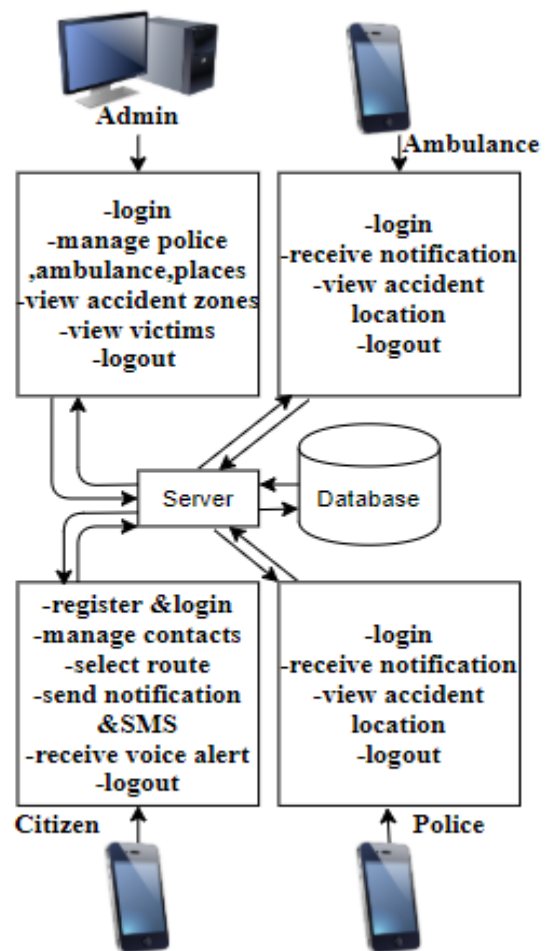 Admin
Ambulance
-login
-manage police
,ambulance,places
-view accident zones
-view victims
-logout
-login
-receive notification
-view accident
location
-logout
Server
Database
-register &login
-manage contacts
-select route
-send notification
&SMS
-receive voice alert
-logout
-login
-receive notification
-view accident
location
-logout
Citizen
Police